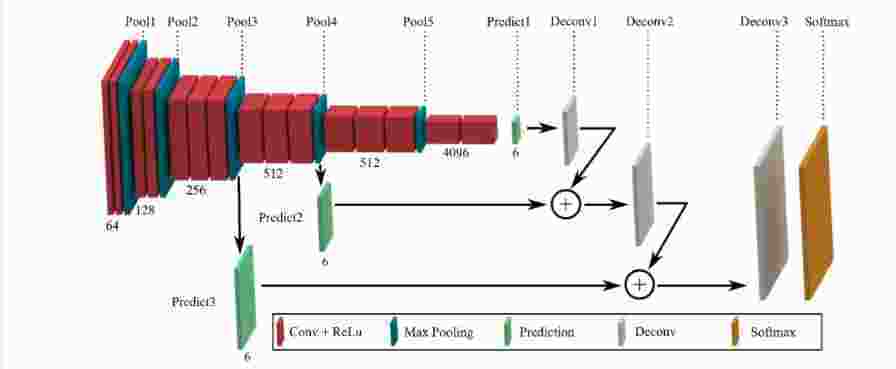 Pool1 Pool2 Pool3 Pool4 Pool5 Predict1 Deconv1 Deconv2 Deconv3 Softmax
4096 6
512
512
256
128
64
Predict2
6
Predict3
6
Conv + ReLu Max Pooling Prediction Deconv Softmax